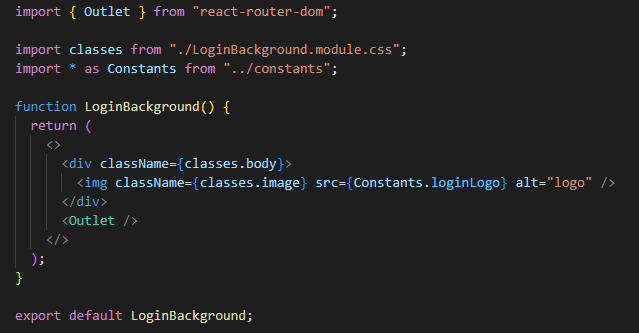 import { Outlet } from "react-router-dom";
import classes from "./LoginBackground.module.css";
import * as Constants from "../constants";
function LoginBackground() {
return (
<>
<div className={classes.body}>
<img className={classes.image} src={Constants.loginLogo} alt="logo" />
</div>
<Outlet />
</>
);
}
export default LoginBackground;